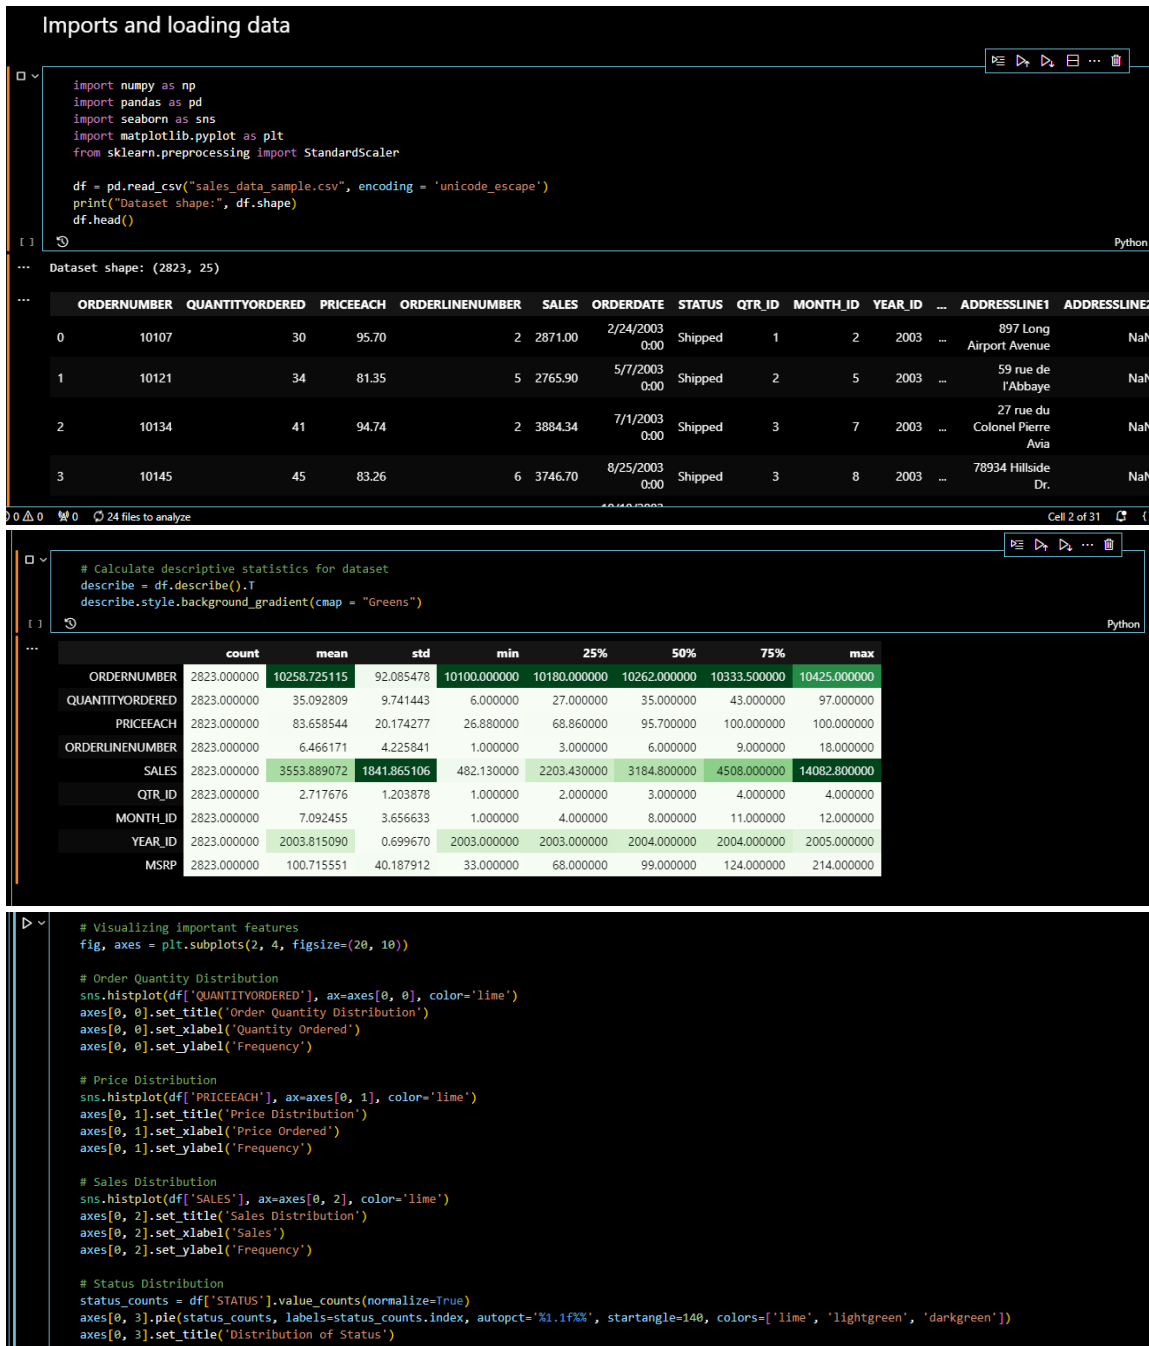 Imports and loading data
import numpy as np
import pandas as pd
import seaborn as sns
import matplotlib.pyplot as plt
from sklearn.preprocessing import StandardScaler
df = pd.read_csv("sales_data_sample.csv", encoding = 'unicode_escape')
print("Dataset shape:", df.shape)
df.head()
[ ]
Python
... Dataset shape: (2823, 25)
... ORDERNUMBER QUANTITYORDERED PRICEEACH ORDERLINENUMBER SALES ORDERDATE STATUS QTR_ID MONTH_ID YEAR_ID ... ADDRESSLINE1 ADDRESSLINE2
0 10107 30 95.70 2 2871.00 2/24/2003 0:00 Shipped 1 2 2003 ... 897 Long Airport Avenue NaN
1 10121 34 81.35 5 2765.90 5/7/2003 0:00 Shipped 2 5 2003 ... 59 rue de l'Abbaye NaN
2 10134 41 94.74 2 3884.34 7/1/2003 0:00 Shipped 3 7 2003 ... 27 rue du Colonel Pierre Avia NaN
3 10145 45 83.26 6 3746.70 8/25/2003 0:00 Shipped 3 8 2003 ... 78934 Hillside Dr. NaN
0 0 0 24 files to analyze Cell 2 of 31 {
# Calculate descriptive statistics for dataset
describe = df.describe().T
describe.style.background_gradient(cmap = "Greens")
[ ]
Python
...
count mean std min 25% 50% 75% max
ORDERNUMBER 2823.000000 10258.725115 92.085478 10100.000000 10180.000000 10262.000000 10333.500000 10425.000000
QUANTITYORDERED 2823.000000 35.092809 9.741443 6.000000 27.000000 35.000000 43.000000 97.000000
PRICEEACH 2823.000000 83.658544 20.174277 26.880000 68.860000 95.700000 100.000000 100.000000
ORDERLINENUMBER 2823.000000 6.466171 4.225841 1.000000 3.000000 6.000000 9.000000 18.000000
SALES 2823.000000 3553.889072 1841.865106 482.130000 2203.430000 3184.800000 4508.000000 14082.800000
QTR_ID 2823.000000 2.717676 1.203878 1.000000 2.000000 3.000000 4.000000 4.000000
MONTH_ID 2823.000000 7.092455 3.656633 1.000000 4.000000 8.000000 11.000000 12.000000
YEAR_ID 2823.000000 2003.815090 0.699670 2003.000000 2003.000000 2004.000000 2004.000000 2005.000000
MSRP 2823.000000 100.715551 40.187912 33.000000 68.000000 99.000000 124.000000 214.000000
# Visualizing important features
fig, axes = plt.subplots(2, 4, figsize=(20, 10))
# Order Quantity Distribution
sns.histplot(df['QUANTITYORDERED'], ax=axes[0, 0], color='lime')
axes[0, 0].set_title('Order Quantity Distribution')
axes[0, 0].set_xlabel('Quantity Ordered')
axes[0, 0].set_ylabel('Frequency')
# Price Distribution
sns.histplot(df['PRICEEACH'], ax=axes[0, 1], color='lime')
axes[0, 1].set_title('Price Distribution')
axes[0, 1].set_xlabel('Price Ordered')
axes[0, 1].set_ylabel('Frequency')
# Sales Distribution
sns.histplot(df['SALES'], ax=axes[0, 2], color='lime')
axes[0, 2].set_title('Sales Distribution')
axes[0, 2].set_xlabel('Sales')
axes[0, 2].set_ylabel('Frequency')
# Status Distribution
status_counts = df['STATUS'].value_counts(normalize=True)
axes[0, 3].pie(status_counts, labels=status_counts.index, autopct='%1.1f%%', startangle=140, colors=['lime', 'lightgreen', 'darkgreen'])
axes[0, 3].set_title('Distribution of Status')